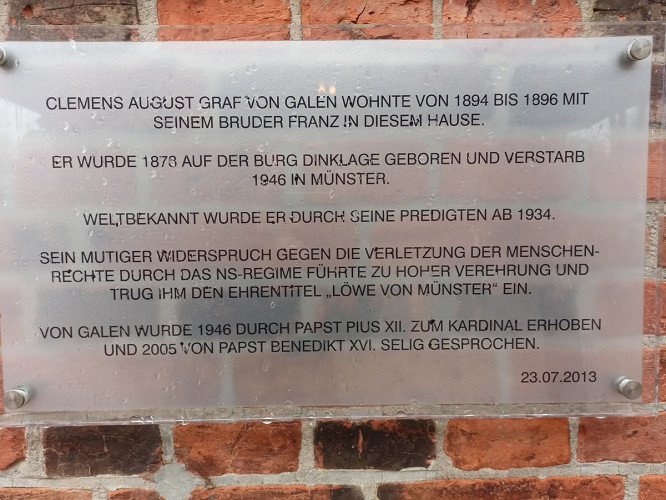 CLEMENS AUGUST GRAF VON GALEN WOHNTE VON 1894 BIS 1896 MIT
SEINEM BRUDER FRANZ IN DIESEM HAUSE.
ER WURDE 1878 AUF DER BURG DINKLAGE GEBOREN UND VERSTARB
1946 IN MÜNSTER.
WELTBEKANNT WURDE ER DURCH SEINE PREDIGTEN AB 1934.
SEIN MUTIGER WIDERSPRUCH GEGEN DIE VERLETZUNG DER MENSCHEN-
RECHTE DURCH DAS NS-REGIME FÜHRTE ZU HOHER VEREHRUNG UND
TRUG IHM DEN EHRENTITEL „LÖWE VON MÜNSTER" EIN.
VON GALEN WURDE 1946 DURCH PAPST PIUS XII. ZUM KARDINAL ERHOBEN
UND 2005 VON PAPST BENEDIKT XVI. SELIG GESPROCHEN.
23.07.2013